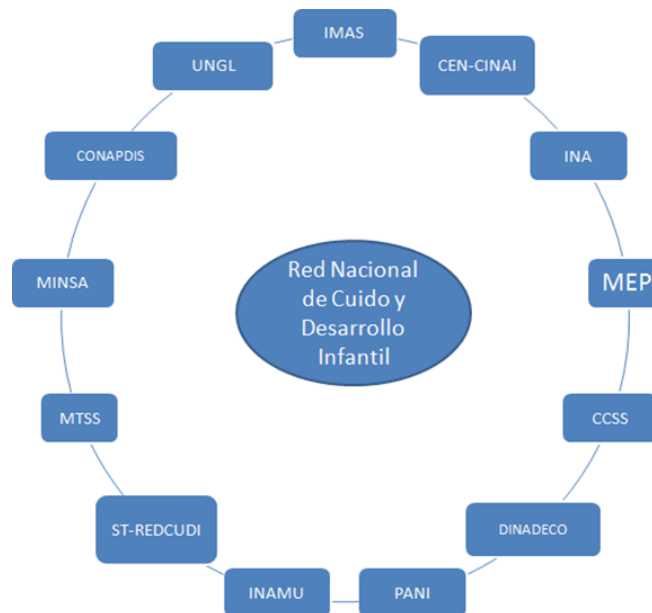 IMAS
CEN-CINAI
INA
MEP
CCSS
DINADECO
PANI
INAMU
ST-REDCUDI
MTSS
MINSA
CONAPDIS
UNGL
Red Nacional
de Cuido y
Desarrollo
Infantil